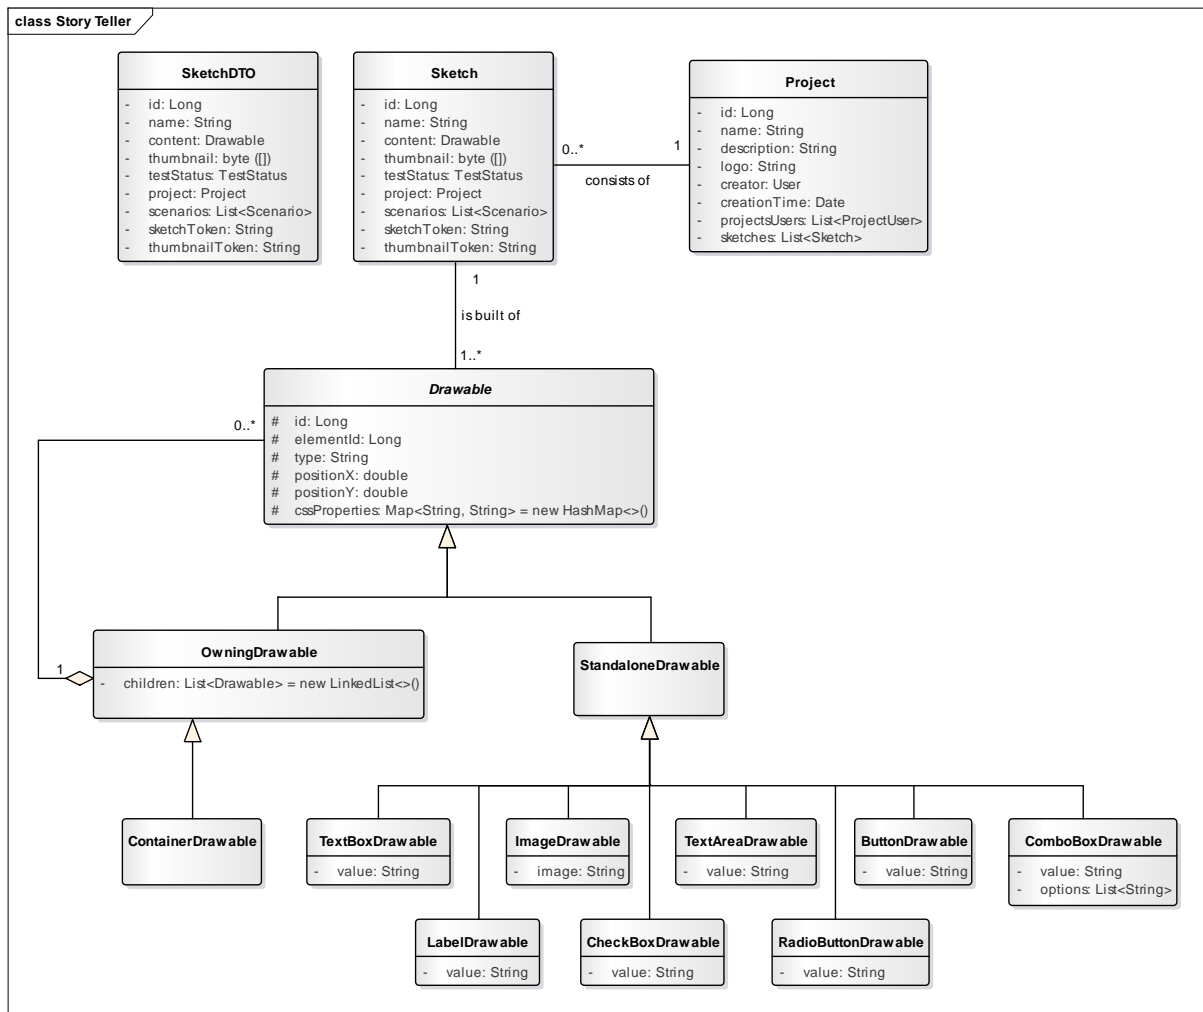 class Story Teller
SketchDTO
- id: Long
- name: String
- content: Drawable
- thumbnail: byte ([])
- testStatus: TestStatus
- project: Project
- scenarios: List<Scenario>
- sketchToken: String
- thumbnailToken: String
Sketch
- id: Long
- name: String
- content: Drawable
- thumbnail: byte ([])
- testStatus: TestStatus
- project: Project
- scenarios: List<Scenario>
- sketchToken: String
- thumbnailToken: String
Project
- id: Long
- name: String
- description: String
- logo: String
- creator: User
- creationTime: Date
- projectsUsers: List<ProjectUser>
- sketches: List<Sketch>
0..*
1
consists of
1
is built of
1..*
Drawable
# id: Long
# elementId: Long
# type: String
# positionX: double
# positionY: double
# cssProperties: Map<String, String> = new HashMap<>()
0..*
1
OwningDrawable
- children: List<Drawable> = new LinkedList<>()
StandaloneDrawable
ContainerDrawable
TextBoxDrawable
- value: String
ImageDrawable
- image: String
TextAreaDrawable
- value: String
ButtonDrawable
- value: String
ComboBoxDrawable
- value: String
- options: List<String>
LabelDrawable
- value: String
CheckBoxDrawable
- value: String
RadioButtonDrawable
- value: String